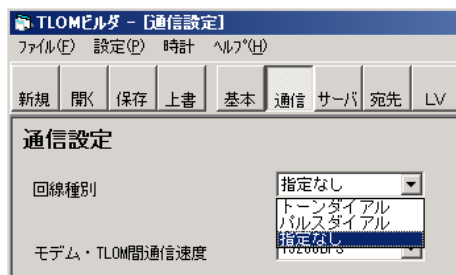 TLOMビルダ - [通信設定]
ファイル(F) 設定(P) 時計 ヘルプ(H)
新規 開く 保存 上書 基本 通信 サーバ 宛先 LV
通信設定
回線種別 指定なし
トーンダイアル
パルスダイアル
指定なし
モデム・TLOM間通信速度